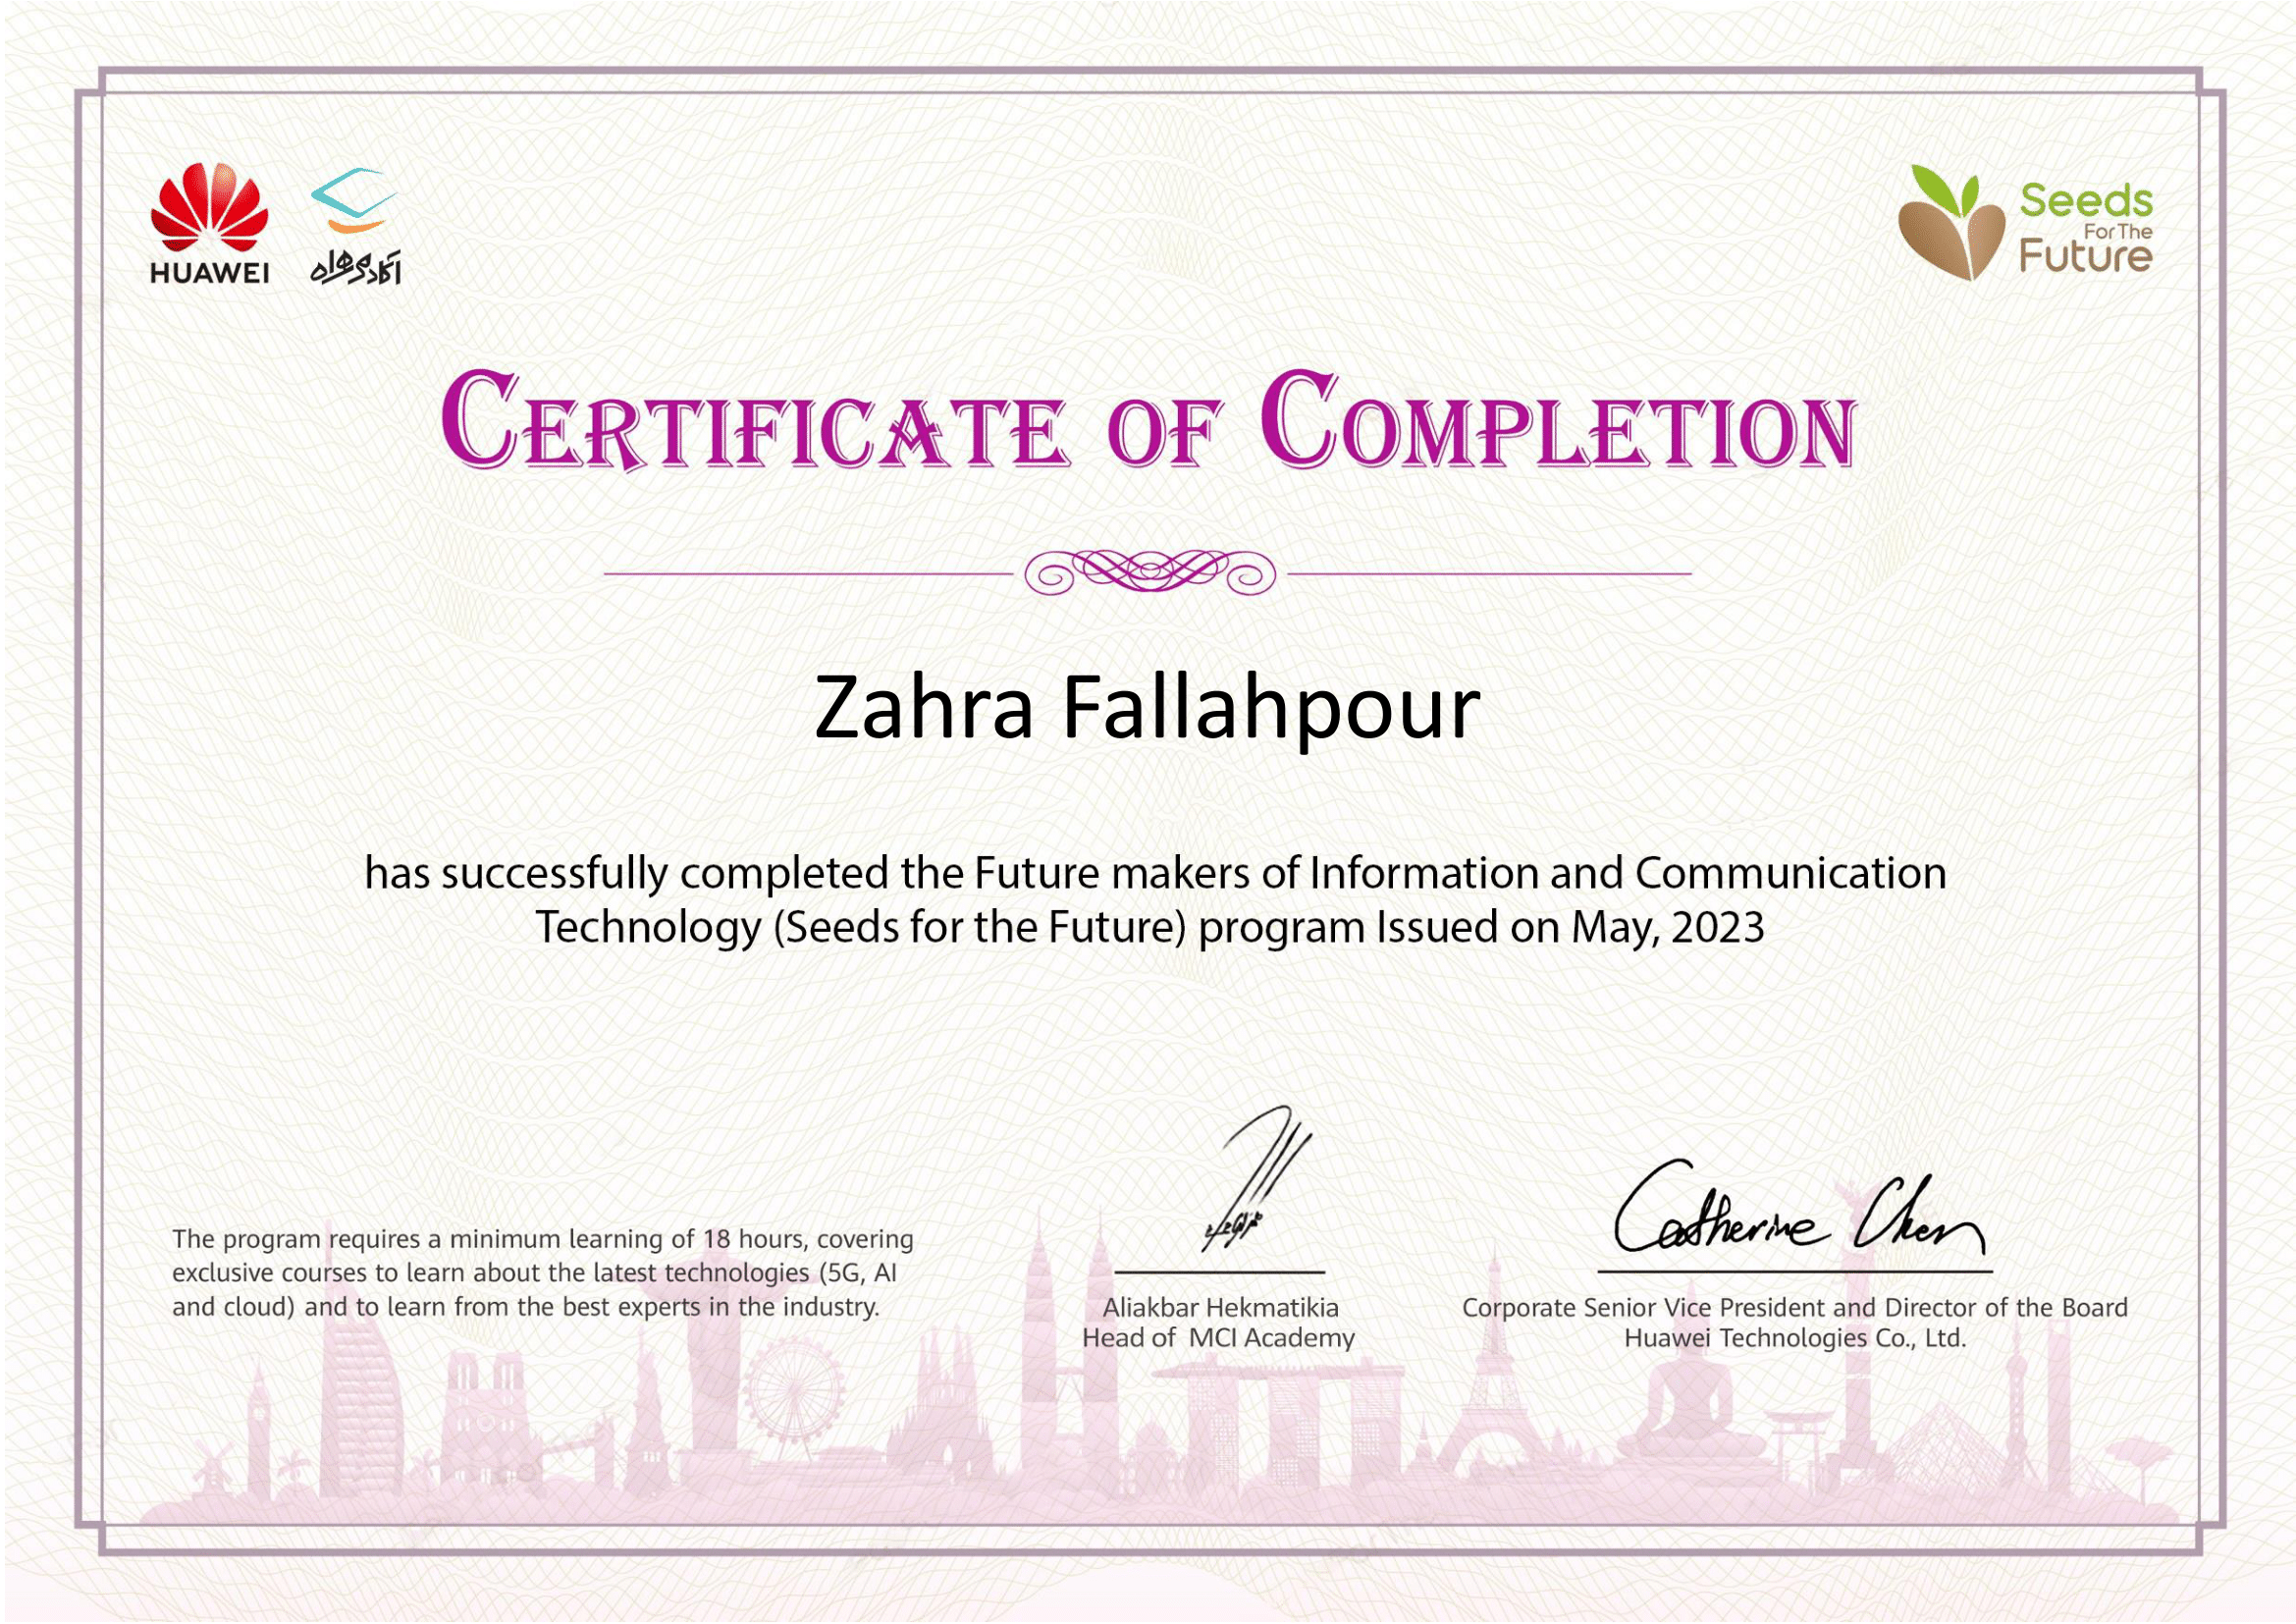 HUAWEI
آکادمی همراه
Seeds
For The
Future
CERTIFICATE OF COMPLETION
Zahra Fallahpour
has successfully completed the Future makers of Information and Communication
Technology (Seeds for the Future) program Issued on May, 2023
The program requires a minimum learning of 18 hours, covering
exclusive courses to learn about the latest technologies (5G, AI
and cloud) and to learn from the best experts in the industry.
Aliakbar Hekmatikia
Head of MCI Academy
Catherine Chen
Corporate Senior Vice President and Director of the Board
Huawei Technologies Co., Ltd.